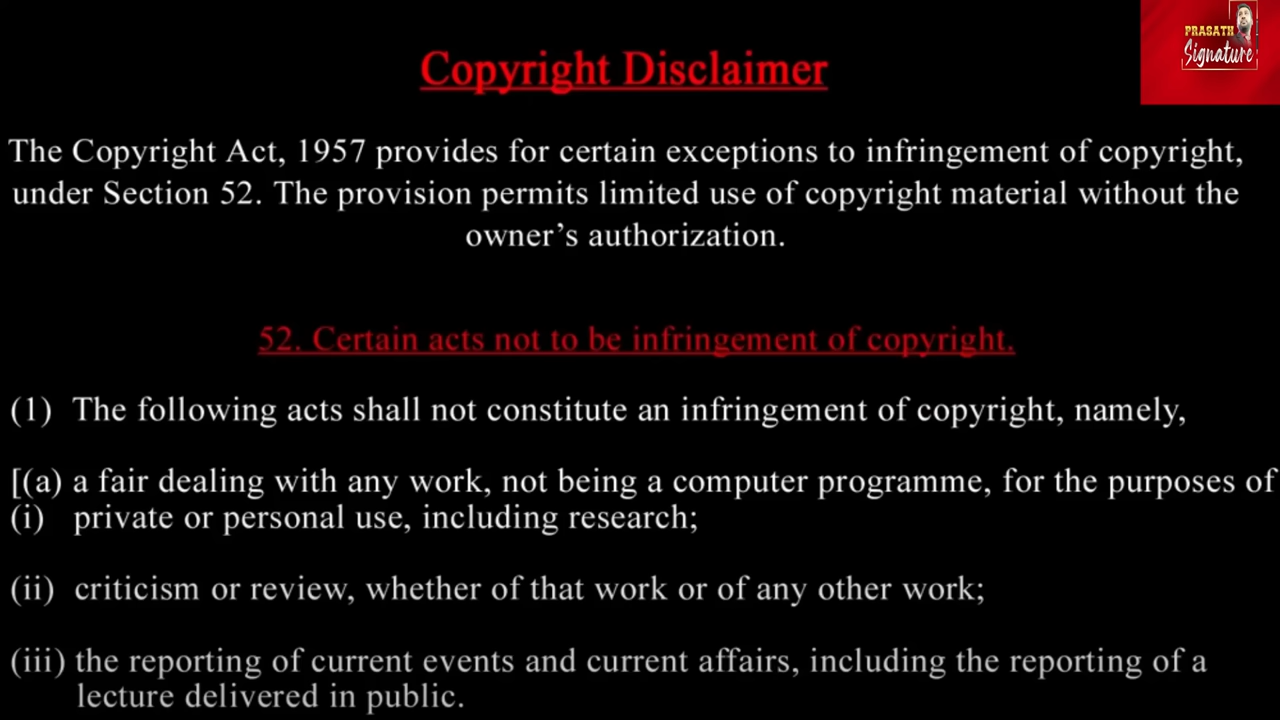 PRASATH
Signature
Copyright Disclaimer
The Copyright Act, 1957 provides for certain exceptions to infringement of copyright,
under Section 52. The provision permits limited use of copyright material without the
owner’s authorization.
52. Certain acts not to be infringement of copyright.
(1) The following acts shall not constitute an infringement of copyright, namely,
[(a) a fair dealing with any work, not being a computer programme, for the purposes of
(i) private or personal use, including research;
(ii) criticism or review, whether of that work or of any other work;
(iii) the reporting of current events and current affairs, including the reporting of a
lecture delivered in public.